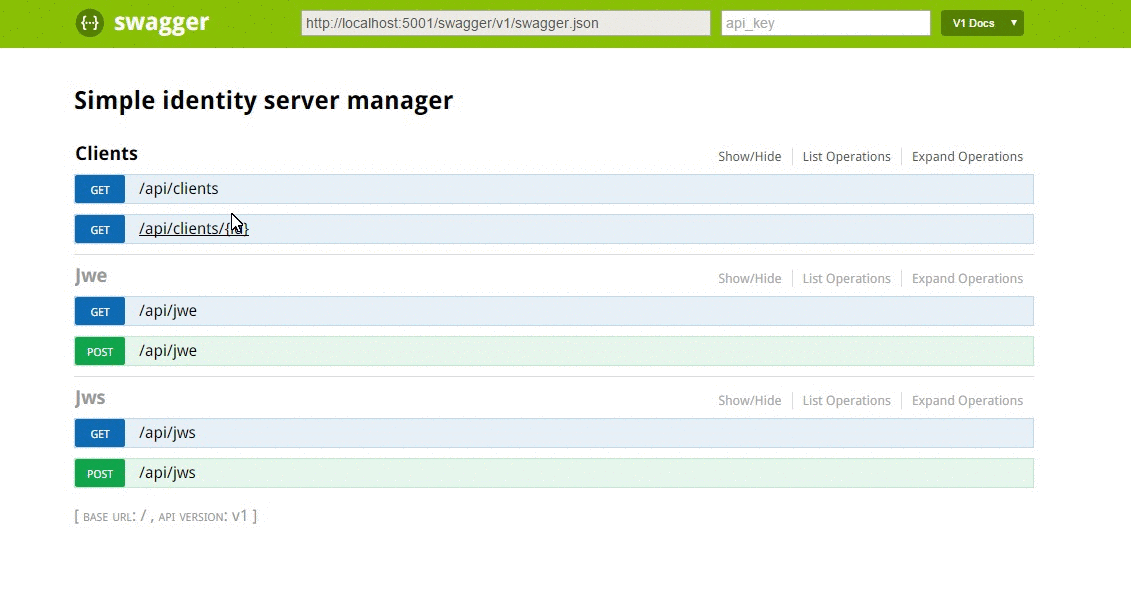 {···} swagger http://localhost:5001/swagger/v1/swagger.json api_key V1 Docs
Simple identity server manager
Clients Show/Hide List Operations Expand Operations
GET /api/clients
GET /api/clients/{id}
Jwe Show/Hide List Operations Expand Operations
GET /api/jwe
POST /api/jwe
Jws Show/Hide List Operations Expand Operations
GET /api/jws
POST /api/jws
[ BASE URL: / , API VERSION: V1 ]